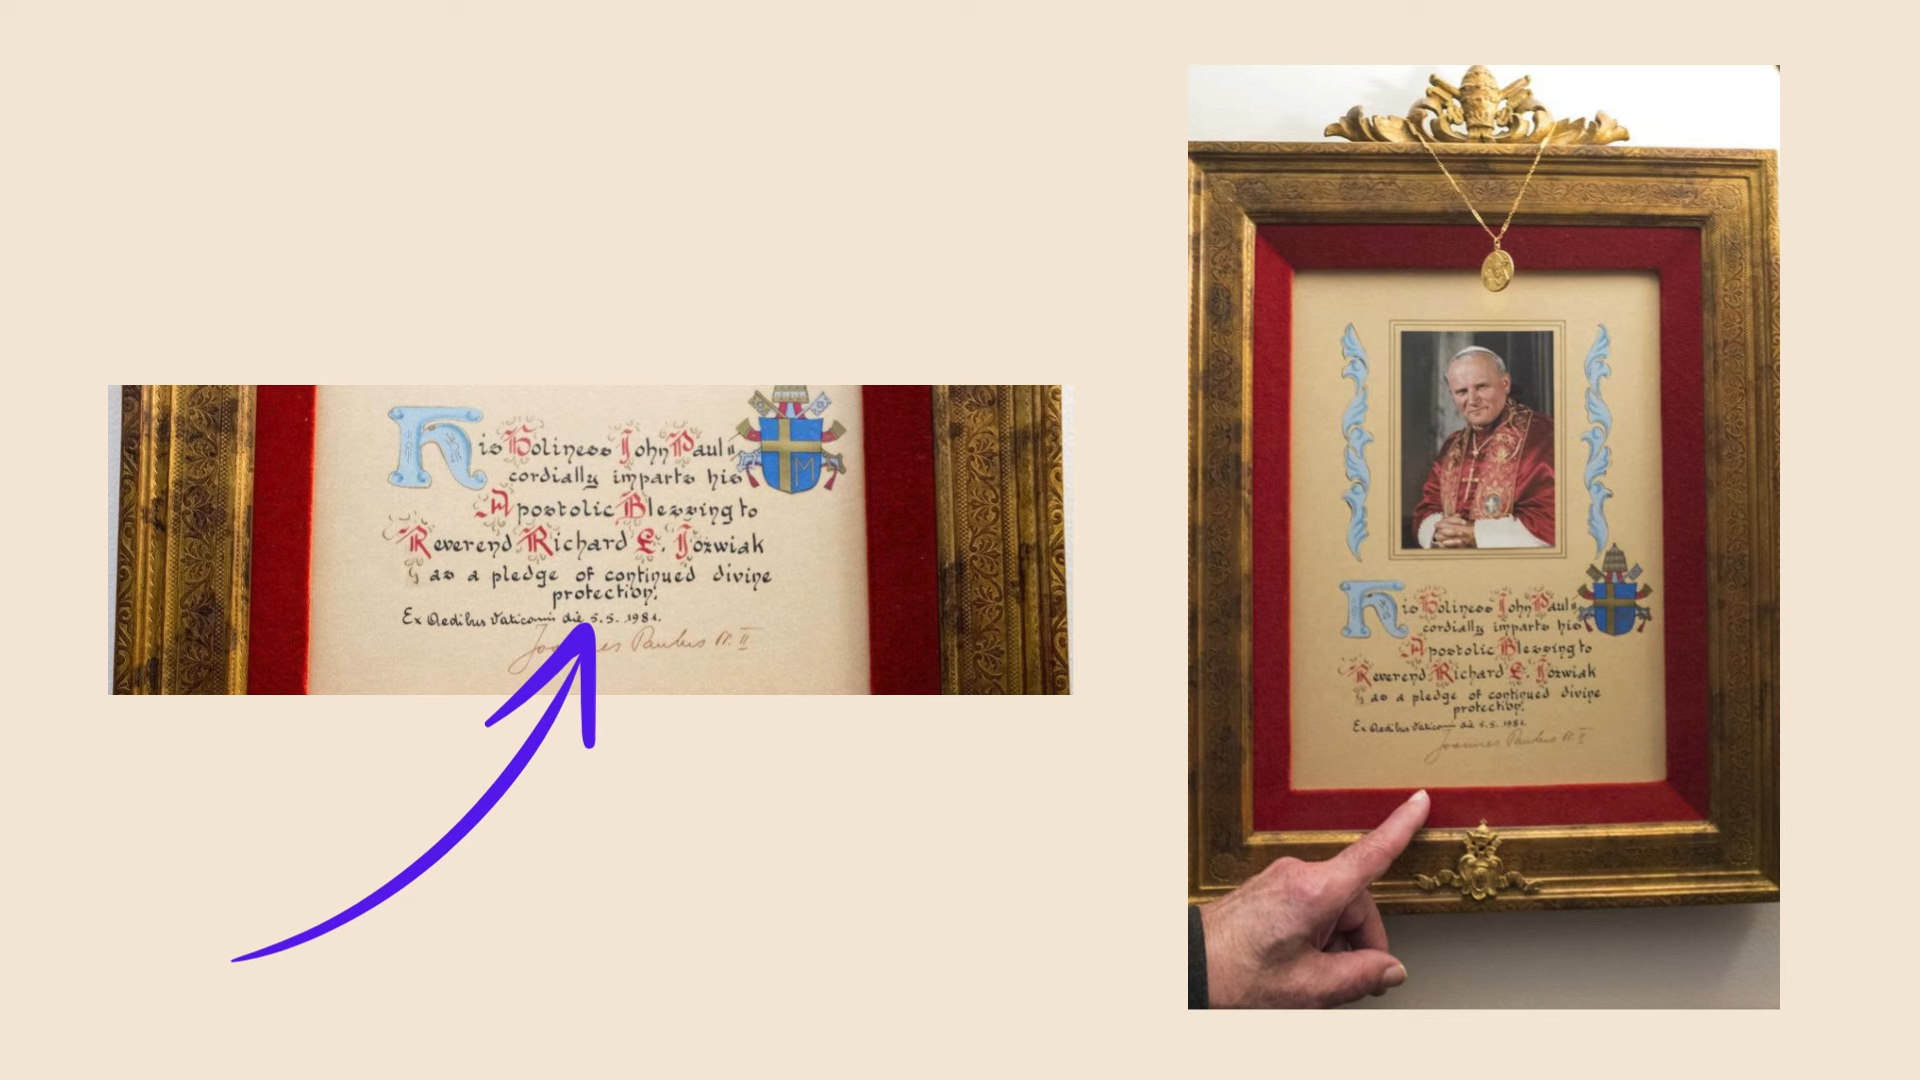 His Holiness John Paul II
cordially imparts his
Apostolic Blessing to
Reverend Richard E. Jozwiak
as a pledge of continued divine
protection.
Ex Aedibus Vaticanis die 5.5.1984.
Joannes Paulus PP. II
M
His Holiness John Paul II
cordially imparts his
Apostolic Blessing to
Reverend Richard E. Jozwiak
as a pledge of continued divine
protection.
Ex Aedibus Vaticanis die 5.5.1984.
Joannes Paulus PP. II